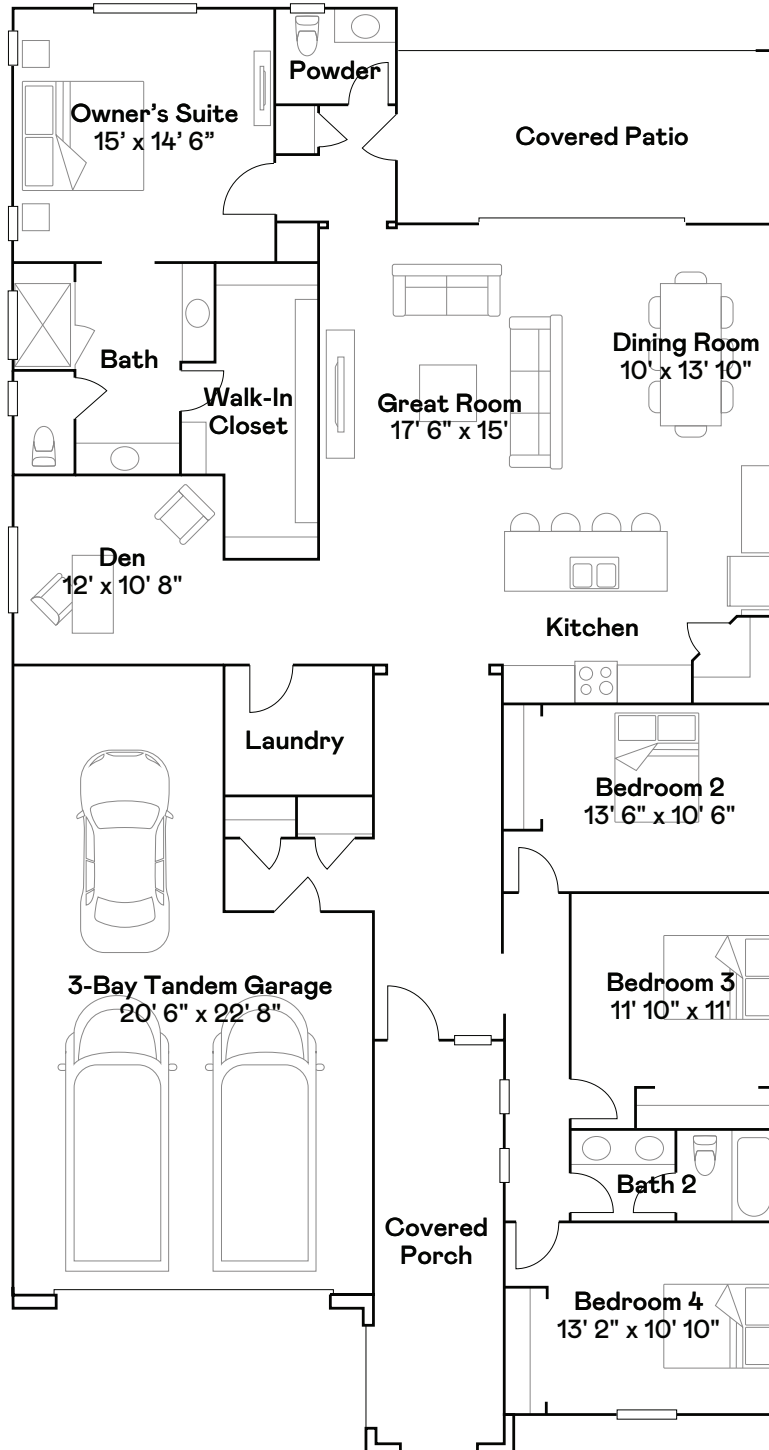 Powder
Owner's Suite
15' x 14' 6"
Covered Patio
Bath
Walk-In
Closet
Great Room
17' 6" x 15'
Dining Room
10' x 13' 10"
Den
12' x 10' 8"
Kitchen
Laundry
Bedroom 2
13' 6" x 10' 6"
3-Bay Tandem Garage
20' 6" x 22' 8"
Bedroom 3
11' 10" x 11'
Bath 2
Covered
Porch
Bedroom 4
13' 2" x 10' 10"